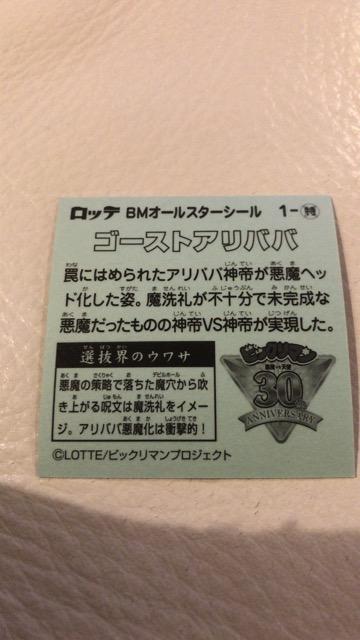 ロッテ BMオールスターシール 1-特
ゴーストアリババ
罠にはめられたアリババ神帝が悪魔ヘッ
ド化した姿。魔洗礼が不十分で未完成な
悪魔だったものの神帝VS神帝が実現した。
選抜界のウワサ
悪魔の策略で落ちた魔穴から吹
き上がる呪文は魔洗礼をイメー
ジ。アリババ悪魔化は衝撃的!
ビックリマン
悪魔VS天使
30th
ANNIVERSARY
©LOTTE/ビックリマンプロジェクト